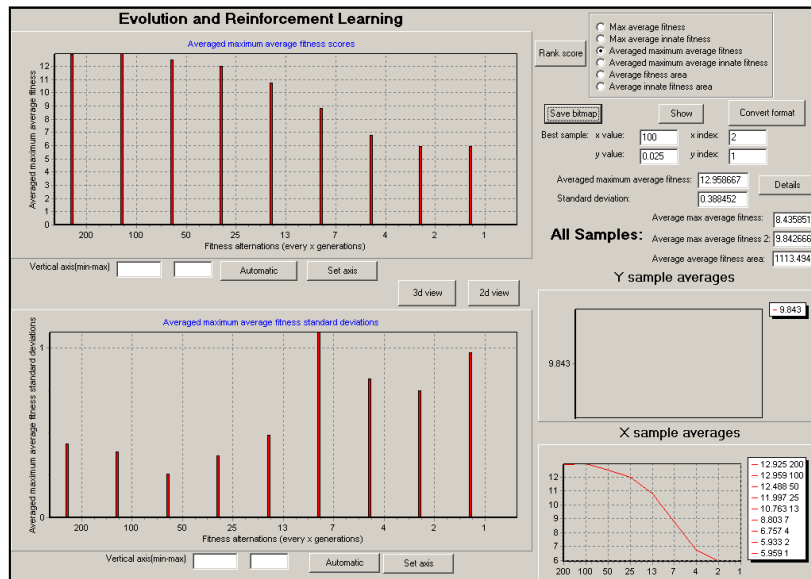 Evolution and Reinforcement Learning
Averaged maximum average fitness scores
Averaged maximum average fitness
12
11
10
9
8
7
6
5
4
3
2
1
0
200 100 50 25 13 7 4 2 1
Fitness alternations (every x generations)
Vertical axis(min-max) Automatic Set axis
3d view 2d view
Averaged maximum average fitness standard deviations
Averaged maximum average fitness standard deviations
1
0
200 100 50 25 13 7 4 2 1
Fitness alternations (every x generations)
Vertical axis(min-max) Automatic Set axis
Rank score
Max average fitness
Max average innate fitness
Averaged maximum average fitness
Averaged maximum average innate fitness
Average fitness area
Average innate fitness area
Save bitmap Show Convert format
Best sample: x value: 100 x index: 2
y value: 0.025 y index: 1
Averaged maximum average fitness: 12.958667
Standard deviation: 0.388452
Details
All Samples:
Average max average fitness: 8.435851
Average max average fitness 2: 9.842666
Average average fitness area: 1113.494
Y sample averages
9.843
9.843
X sample averages
12
11
10
9
8
7
6
200 100 50 25 13 7 4 2 1
12.925 200
12.959 100
12.488 50
11.997 25
10.763 13
8.803 7
6.757 4
5.933 2
5.959 1